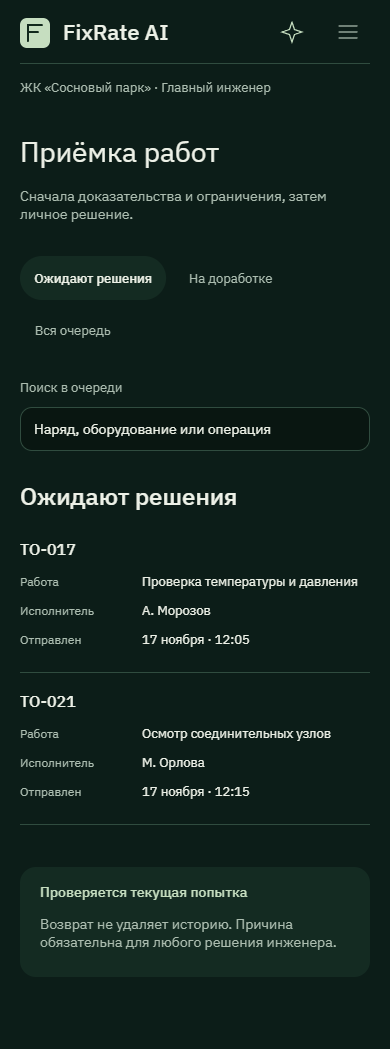 FixRate AI
ЖК «Сосновый парк» · Главный инженер
Приёмка работ
Сначала доказательства и ограничения, затем
личное решение.
Ожидают решения
На доработке
Вся очередь
Поиск в очереди
Наряд, оборудование или операция
Ожидают решения
ТО-017
Работа
Проверка температуры и давления
Исполнитель
А. Морозов
Отправлен
17 ноября · 12:05
ТО-021
Работа
Осмотр соединительных узлов
Исполнитель
М. Орлова
Отправлен
17 ноября · 12:15
Проверяется текущая попытка
Возврат не удаляет историю. Причина
обязательна для любого решения инженера.